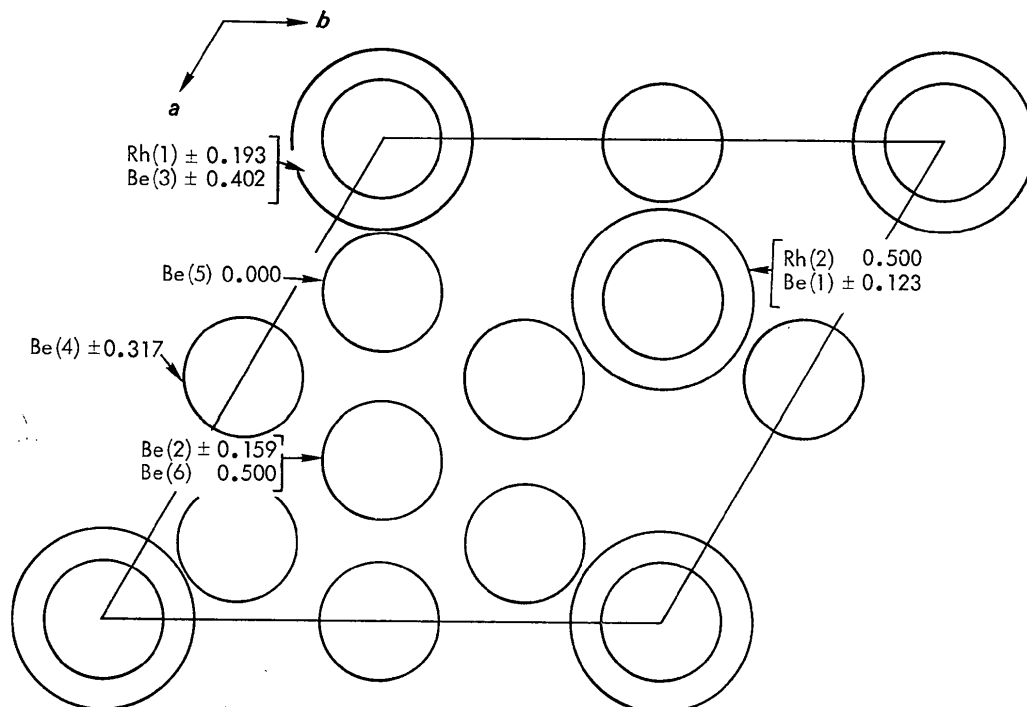 b
a
Rh(1) ± 0.193
Be(3) ± 0.402
Be(5) 0.000
Rh(2) 0.500
Be(1) ± 0.123
Be(4) ±0.317
Be(2) ± 0.159
Be(6) 0.500